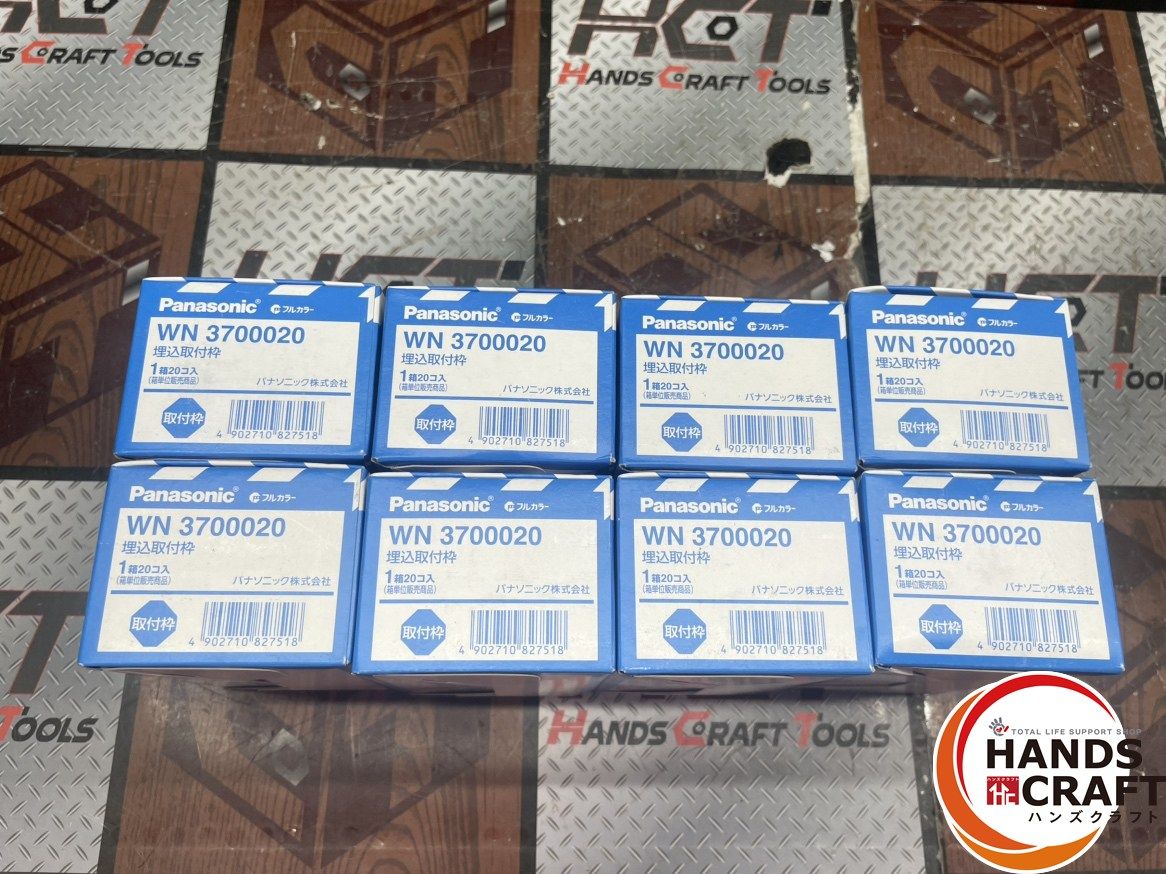 CRAFT TOOLS
HCT
HANDS CRAFT TOOLS
HCT
Panasonic® フルカラー
WN 3700020
埋込取付枠
1箱20コ入
(箱単位販売商品)
パナソニック株式会社
取付枠
4 902710 827518
Panasonic® フルカラー
WN 3700020
埋込取付枠
1箱20コ入
(箱単位販売商品)
パナソニック株式会社
取付枠
4 902710 827518
Panasonic® フルカラー
WN 3700020
埋込取付枠
1箱20コ入
(箱単位販売商品)
パナソニック株式会社
取付枠
4 902710 827518
Panasonic® フルカラー
WN 3700020
埋込取付枠
1箱20コ入
(箱単位販売商品)
パナソニック株式会社
取付枠
4 902710 827518
Panasonic® フルカラー
WN 3700020
埋込取付枠
1箱20コ入
(箱単位販売商品)
パナソニック株式会社
取付枠
4 902710 827518
Panasonic® フルカラー
WN 3700020
埋込取付枠
1箱20コ入
(箱単位販売商品)
パナソニック株式会社
取付枠
4 902710 827518
Panasonic® フルカラー
WN 3700020
埋込取付枠
1箱20コ入
(箱単位販売商品)
パナソニック株式会社
取付枠
4 902710 827518
Panasonic® フルカラー
WN 3700020
埋込取付枠
1箱20コ入
(箱単位販売商品)
パナソニック株式会社
取付枠
4 902710 827518
HCT
TOOLS
HANDS CRAFT TOOLS
TOTAL LIFE SUPPORT SHOP
HANDS
ハンズクラフト
CRAFT
ハンズクラフト